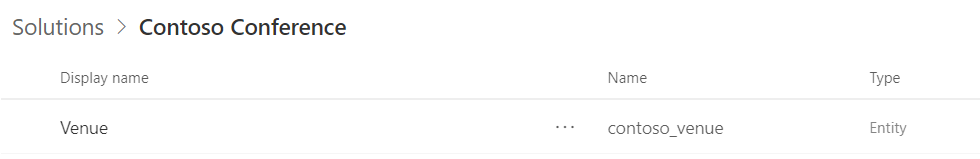 Solutions > Contoso Conference
Display name Name Type
Venue ··· contoso_venue Entity